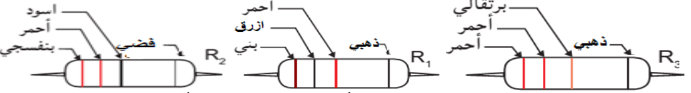 اسود
أحمر
بنفسجي
فضي
R2
احمر
ازرق
بني
ذهبي
R1
برتقالي
أحمر
أحمر
ذهبي
R3